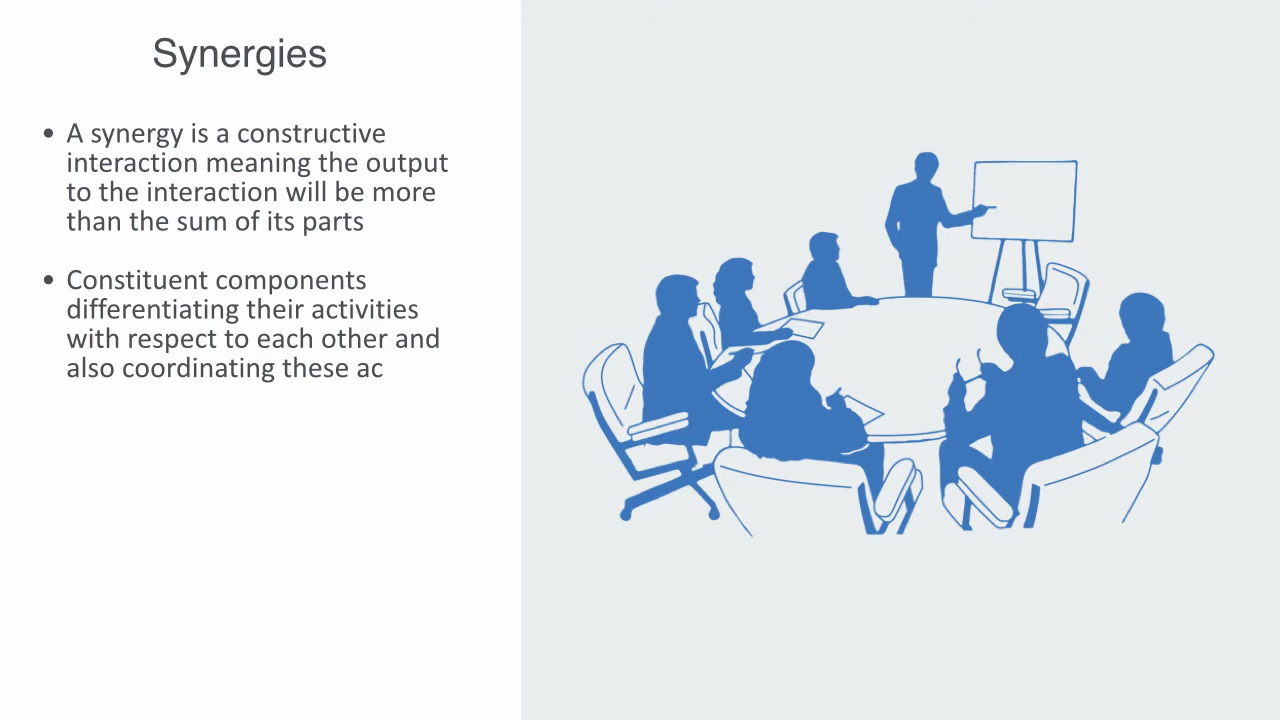 Synergies
• A synergy is a constructive
interaction meaning the output
to the interaction will be more
than the sum of its parts
• Constituent components
differentiating their activities
with respect to each other and
also coordinating these ac